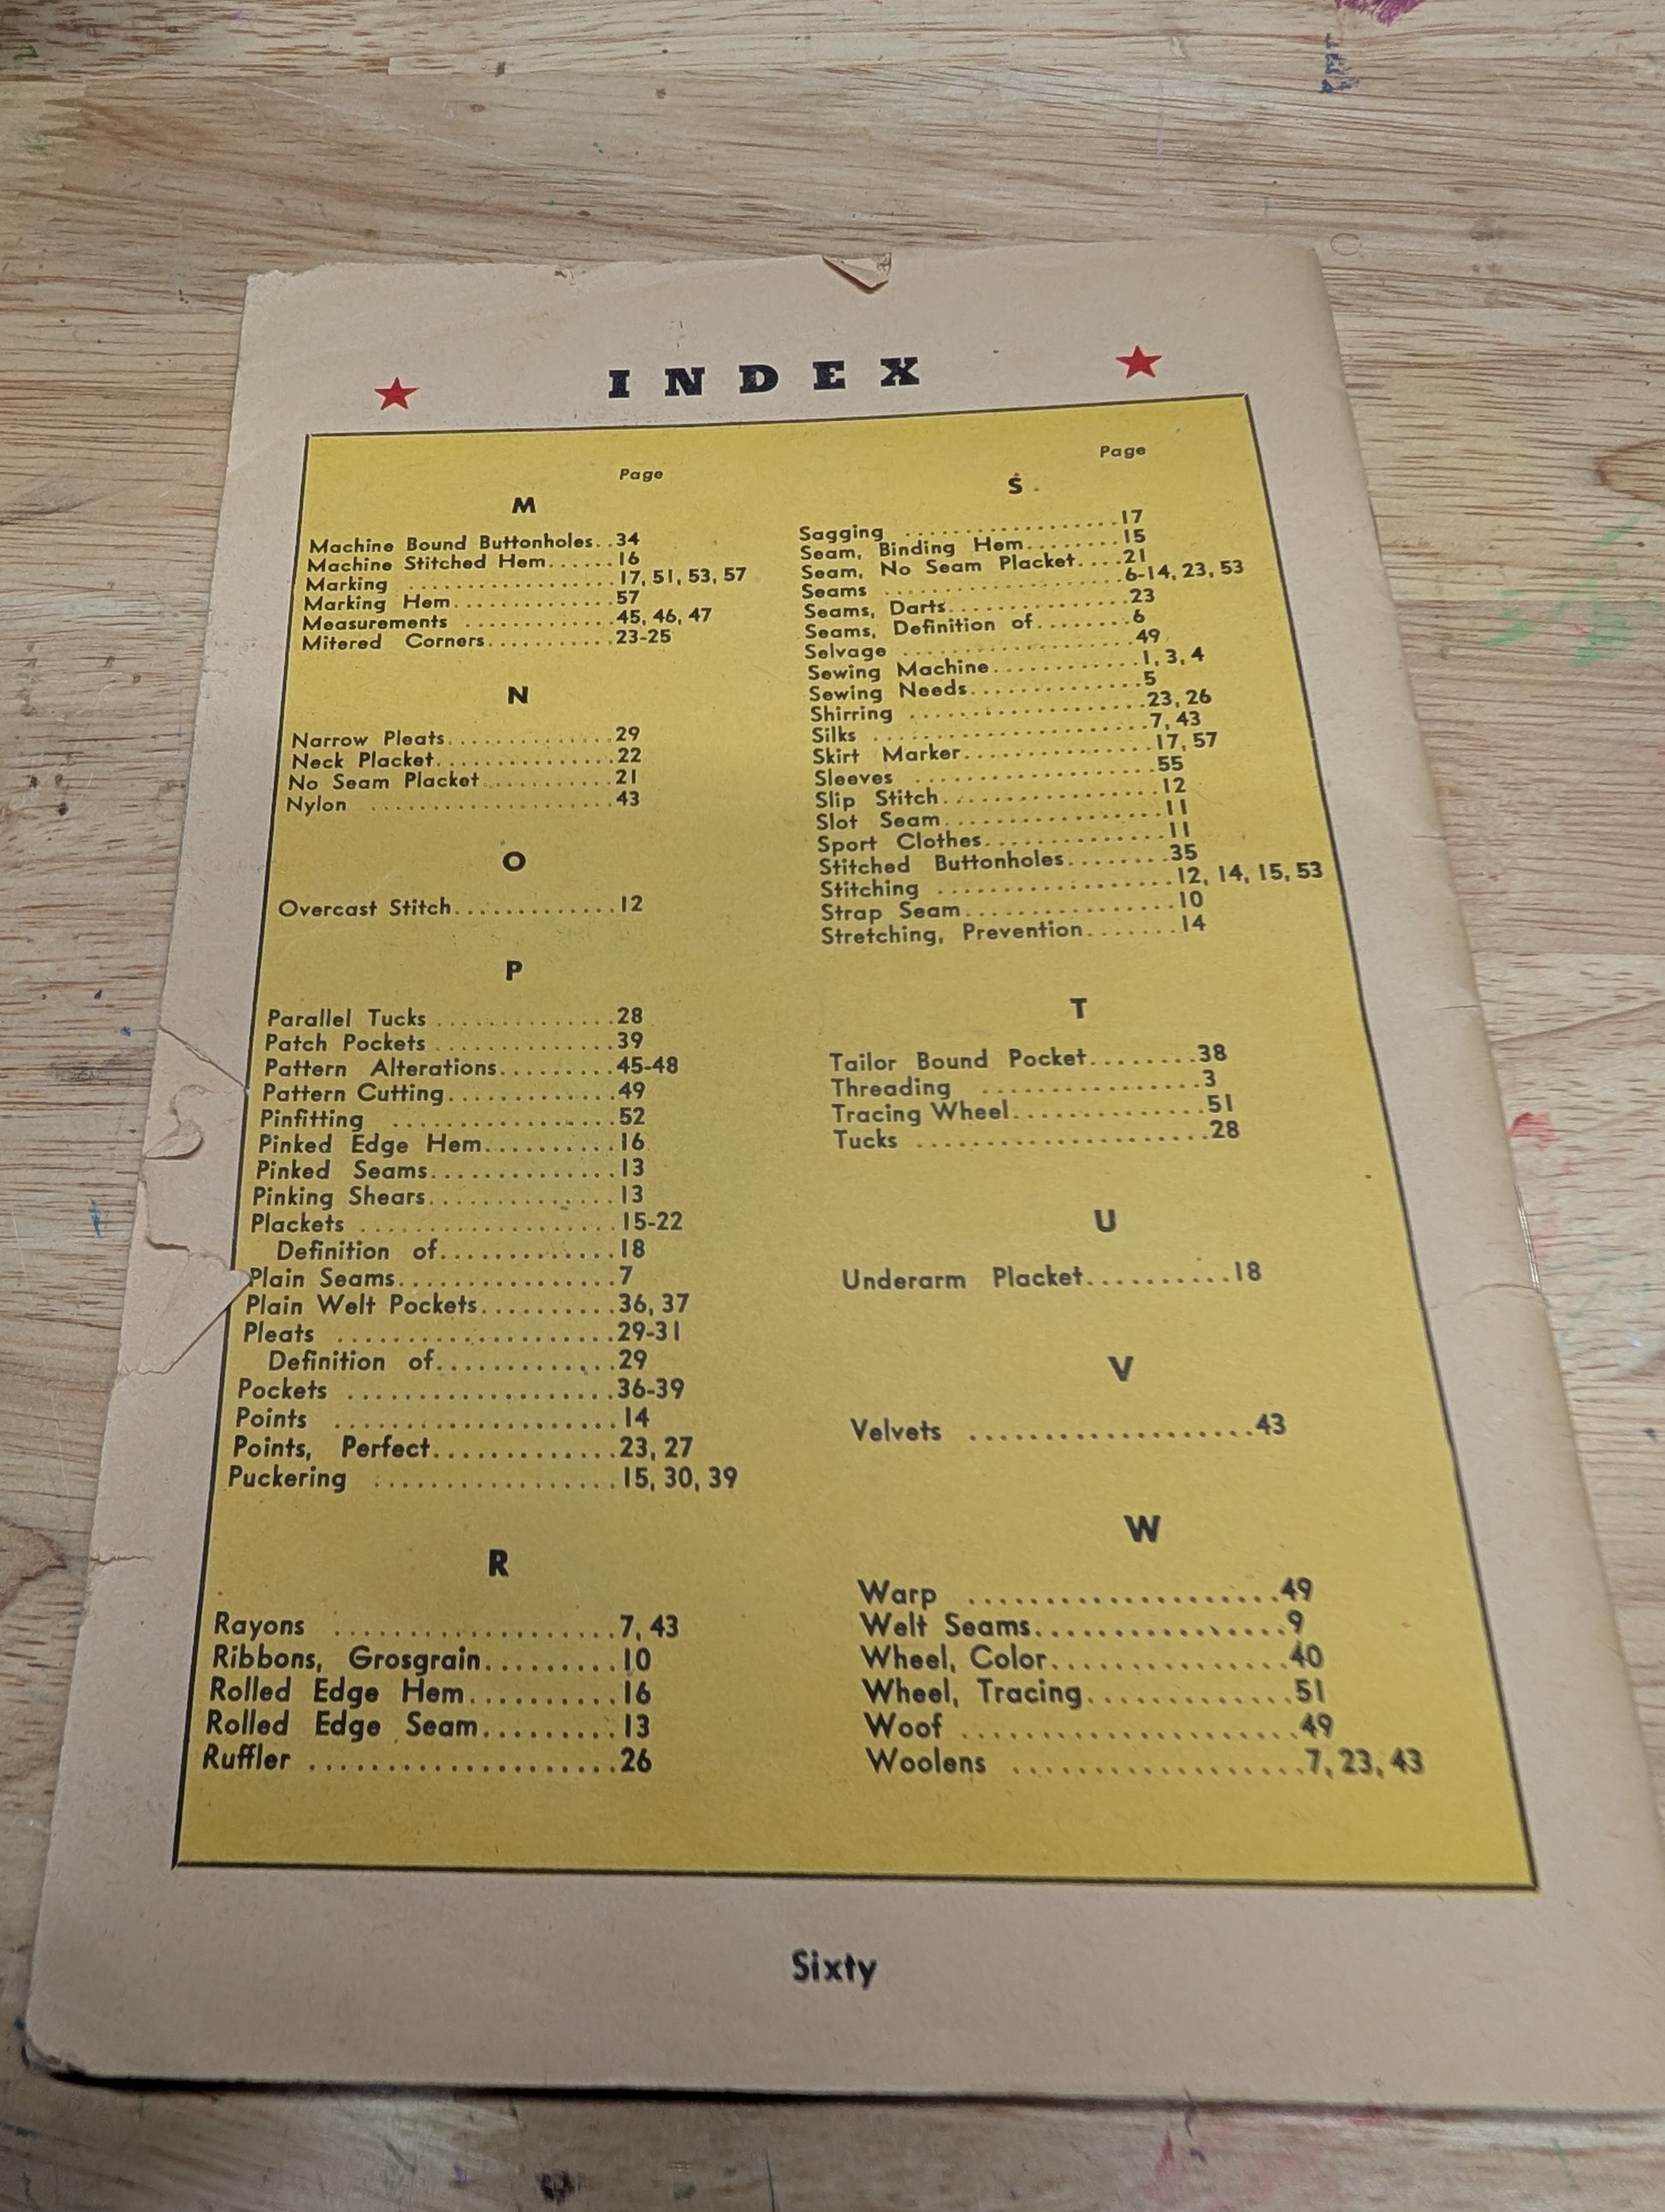 INDEX
Page
M
Machine Bound Buttonholes..34
Machine Stitched Hem......16
Marking .................17, 51, 53, 57
Marking Hem..............57
Measurements .............45, 46, 47
Mitered Corners...........23-25
N
Narrow Pleats..............29
Neck Placket...............22
No Seam Placket...........21
Nylon ....................43
O
Overcast Stitch.............12
P
Parallel Tucks ..............28
Patch Pockets ..............39
Pattern Alterations.........45-48
Pattern Cutting.............49
Pinfitting .................52
Pinked Edge Hem..........16
Pinked Seams..............13
Pinking Shears..............13
Plackets ....................15-22
Definition of.............18
Plain Seams.................7
Plain Welt Pockets..........36, 37
Pleats .....................29-31
Definition of.............29
Pockets ...................36-39
Points .....................14
Points, Perfect.............23, 27
Puckering .................15, 30, 39
R
Rayons ...................7, 43
Ribbons, Grosgrain.........10
Rolled Edge Hem..........16
Rolled Edge Seam.........13
Ruffler ....................26
Page
S
Sagging ..................17
Seam, Binding Hem........15
Seam, No Seam Placket....21
Seams ...................6-14, 23, 53
Seams, Darts..............23
Seams, Definition of........6
Selvage ..................49
Sewing Machine............1, 3, 4
Sewing Needs.............5
Shirring ..................23, 26
Silks .....................7, 43
Skirt Marker..............17, 57
Sleeves ..................55
Slip Stitch.................12
Slot Seam.................11
Sport Clothes..............11
Stitched Buttonholes........35
Stitching .................12, 14, 15, 53
Strap Seam................10
Stretching, Prevention.......14
T
Tailor Bound Pocket........38
Threading ................3
Tracing Wheel..............51
Tucks .....................28
U
Underarm Placket..........18
V
Velvets ...................43
W
Warp .....................49
Welt Seams.................9
Wheel, Color...............40
Wheel, Tracing.............51
Woof .....................49
Woolens ..................7, 23, 43
Sixty